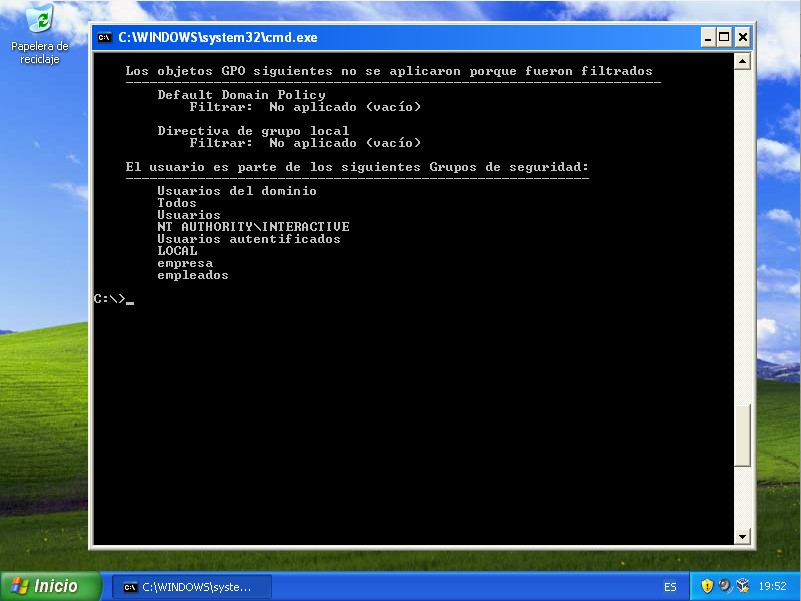 Papelera de
reciclaje
C:\WINDOWS\system32\cmd.exe
Los objetos GPO siguientes no se aplicaron porque fueron filtrados
-------------------------------------------------------------------
Default Domain Policy
Filtrar:  No aplicado (vacío)
Directiva de grupo local
Filtrar:  No aplicado (vacío)
El usuario es parte de los siguientes Grupos de seguridad:
----------------------------------------------------------
Usuarios del dominio
Todos
Usuarios
NT AUTHORITY\INTERACTIVE
Usuarios autentificados
LOCAL
empresa
empleados
C:\>_
Inicio
C:\WINDOWS\syste...
ES
19:52